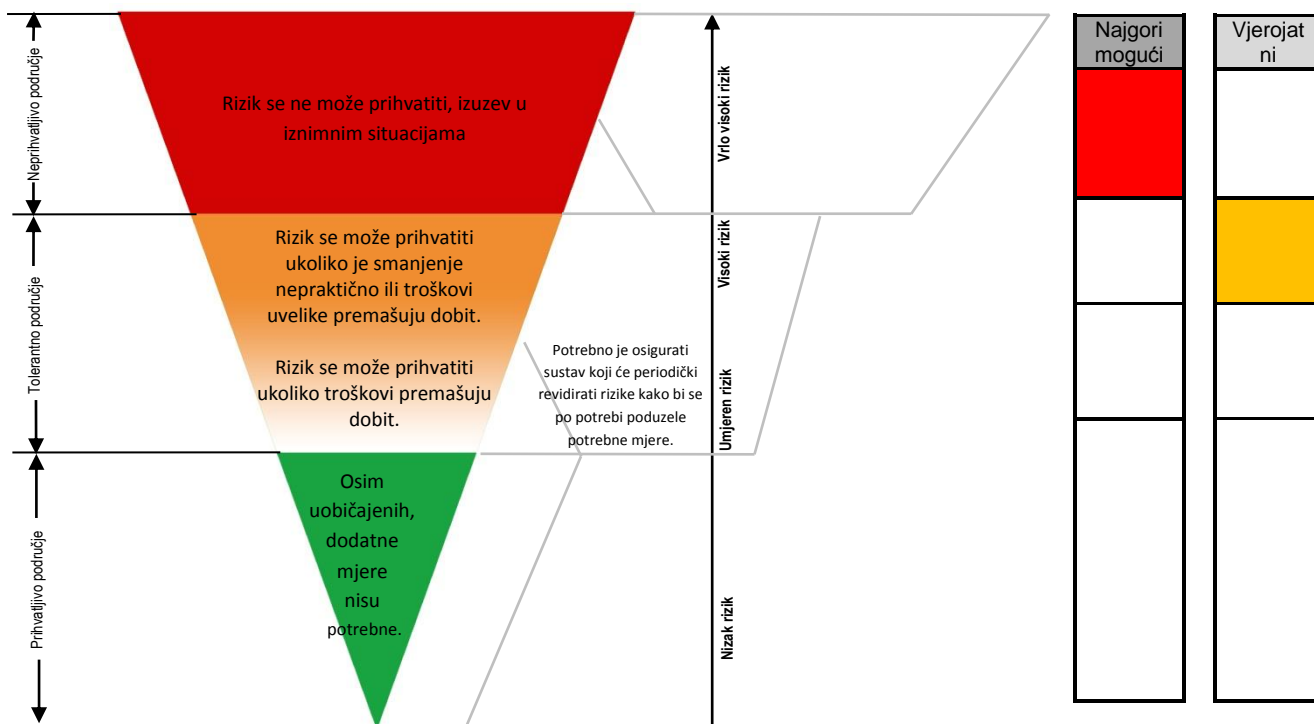 Neprihvatljivo područje
Tolerantno područje
Prihvatljivo područje
Rizik se ne može prihvatiti, izuzev u
iznimnim situacijama
Rizik se može prihvatiti
ukoliko je smanjenje
nepraktično ili troškovi
uvelike premašuju dobit.
Rizik se može prihvatiti
ukoliko troškovi premašuju
dobit.
Osim
uobičajenih,
dodatne
mjere
nisu
potrebne.
Potrebno je osigurati
sustav koji će periodički
revidirati rizike kako bi se
po potrebi poduzele
potrebne mjere.
Vrlo visoki rizik
Visoki rizik
Umjeren rizik
Nizak rizik
Najgori
mogući
Vjerojat
ni